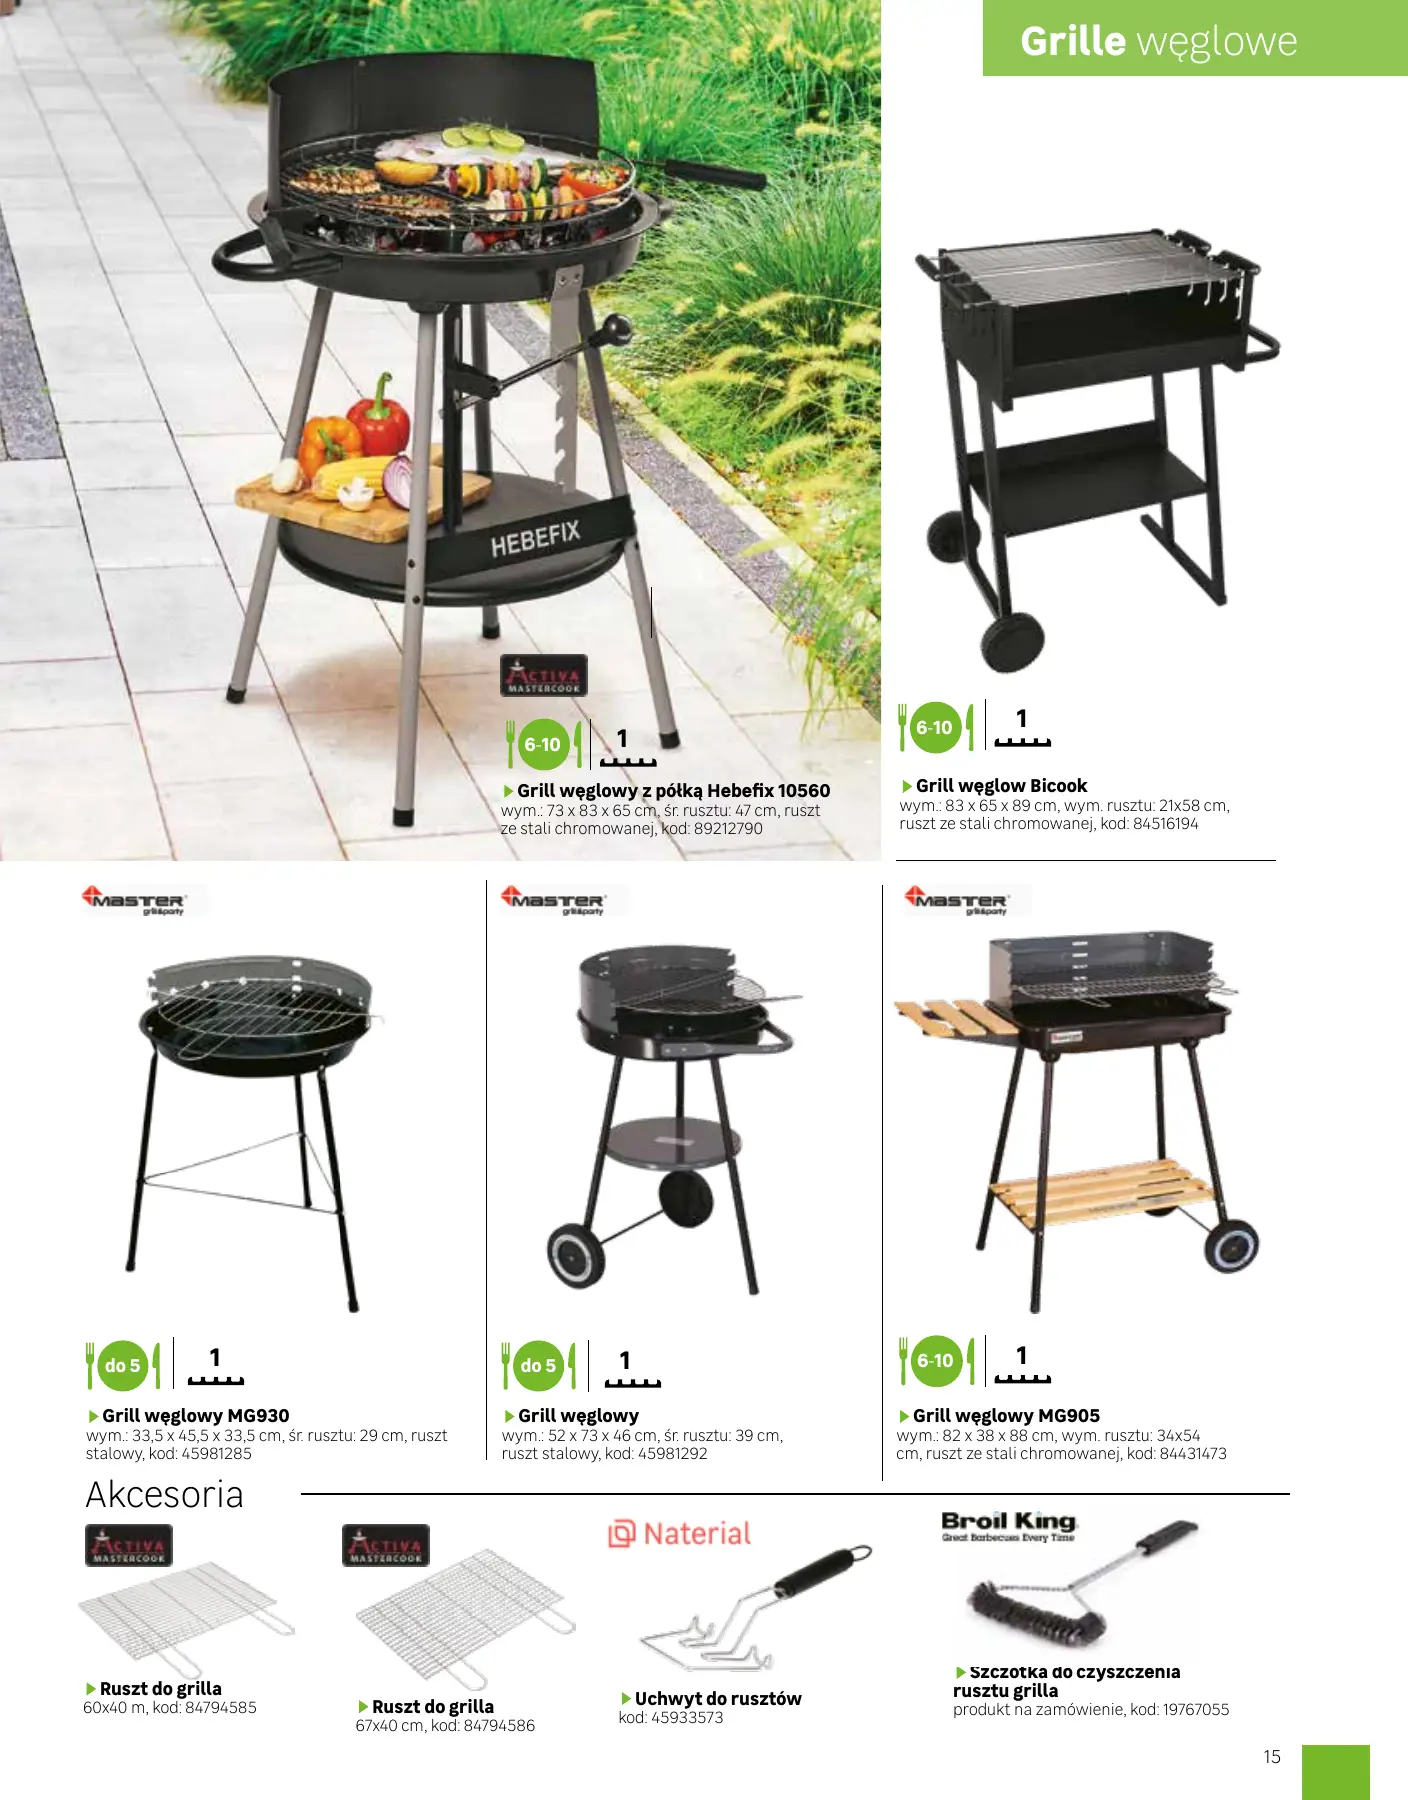 Grille węglowe
HEBEFIX
ACTIVA
MASTERCOOK
6-10
1
Grill węglowy z półką Hebefix 10560
wym.: 73 x 83 x 65 cm, śr. rusztu: 47 cm, ruszt
ze stali chromowanej, kod: 89212790
6-10
1
Grill węglow Bicook
wym.: 83 x 65 x 89 cm, wym. rusztu: 21x58 cm,
ruszt ze stali chromowanej, kod: 84516194
MASTER
grill&party
do 5
1
Grill węglowy MG930
wym.: 33,5 x 45,5 x 33,5 cm, śr. rusztu: 29 cm, ruszt
stalowy, kod: 45981285
MASTER
grill&party
do 5
1
Grill węglowy
wym.: 52 x 73 x 46 cm, śr. rusztu: 39 cm,
ruszt stalowy, kod: 45981292
MASTER
grill&party
6-10
1
Grill węglowy MG905
wym.: 82 x 38 x 88 cm, wym. rusztu: 34x54
cm, ruszt ze stali chromowanej, kod: 84431473
Akcesoria
ACTIVA
MASTERCOOK
Ruszt do grilla
60x40 m, kod: 84794585
ACTIVA
MASTERCOOK
Ruszt do grilla
67x40 cm, kod: 84794586
Naterial
Uchwyt do rusztów
kod: 45933573
Broil King
Great Barbecues Every Time
Szczotka do czyszczenia
rusztu grilla
produkt na zamówienie, kod: 19767055
15